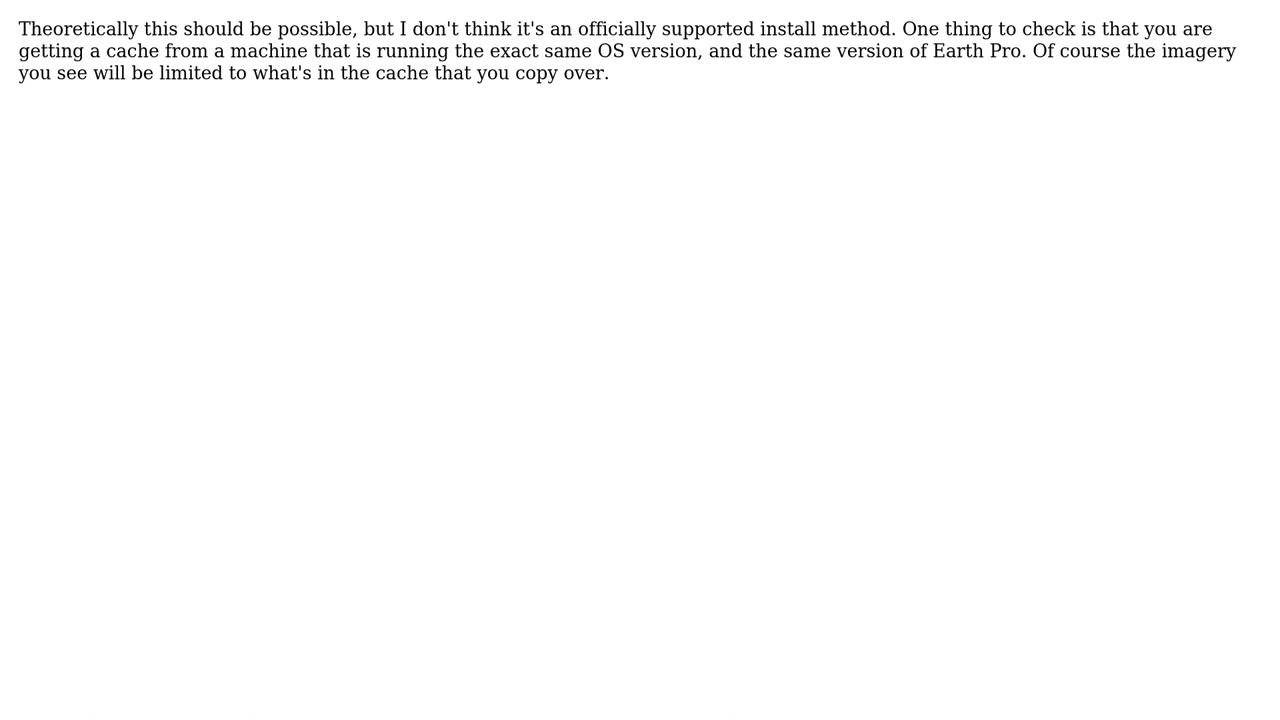 Theoretically this should be possible, but I don't think it's an officially supported install method. One thing to check is that you are
getting a cache from a machine that is running the exact same OS version, and the same version of Earth Pro. Of course the imagery
you see will be limited to what's in the cache that you copy over.